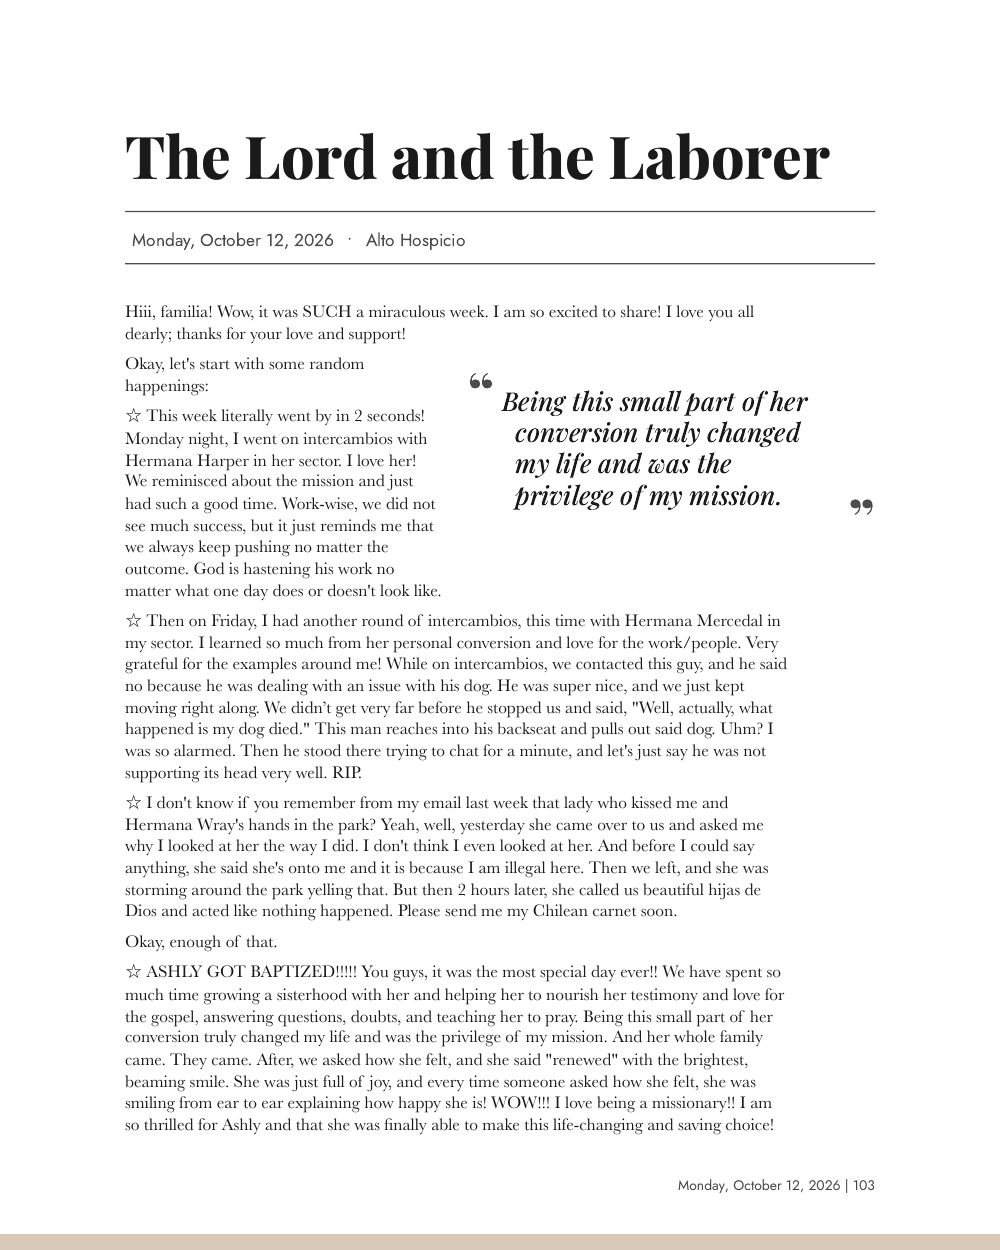 The Lord and the Laborer
Monday, October 12, 2026 · Alto Hospicio
Hiii, familia! Wow, it was SUCH a miraculous week. I am so excited to share! I love you all
dearly; thanks for your love and support!
Okay, let's start with some random
happenings:
☆ This week literally went by in 2 seconds!
Monday night, I went on intercambios with
Hermana Harper in her sector. I love her!
We reminisced about the mission and just
had such a good time. Work-wise, we did not
see much success, but it just reminds me that
we always keep pushing no matter the
outcome. God is hastening his work no
matter what one day does or doesn't look like.
“ Being this small part of her
conversion truly changed
my life and was the
privilege of my mission. ”
☆ Then on Friday, I had another round of intercambios, this time with Hermana Mercedal in
my sector. I learned so much from her personal conversion and love for the work/people. Very
grateful for the examples around me! While on intercambios, we contacted this guy, and he said
no because he was dealing with an issue with his dog. He was super nice, and we just kept
moving right along. We didn’t get very far before he stopped us and said, "Well, actually, what
happened is my dog died." This man reaches into his backseat and pulls out said dog. Uhm? I
was so alarmed. Then he stood there trying to chat for a minute, and let's just say he was not
supporting its head very well. RIP.
☆ I don't know if you remember from my email last week that lady who kissed me and
Hermana Wray's hands in the park? Yeah, well, yesterday she came over to us and asked me
why I looked at her the way I did. I don't think I even looked at her. And before I could say
anything, she said she's onto me and it is because I am illegal here. Then we left, and she was
storming around the park yelling that. But then 2 hours later, she called us beautiful hijas de
Dios and acted like nothing happened. Please send me my Chilean carnet soon.
Okay, enough of that.
☆ ASHLY GOT BAPTIZED!!!!! You guys, it was the most special day ever!! We have spent so
much time growing a sisterhood with her and helping her to nourish her testimony and love for
the gospel, answering questions, doubts, and teaching her to pray. Being this small part of her
conversion truly changed my life and was the privilege of my mission. And her whole family
came. They came. After, we asked how she felt, and she said "renewed" with the brightest,
beaming smile. She was just full of joy, and every time someone asked how she felt, she was
smiling from ear to ear explaining how happy she is! WOW!!! I love being a missionary!! I am
so thrilled for Ashly and that she was finally able to make this life-changing and saving choice!
Monday, October 12, 2026 | 103